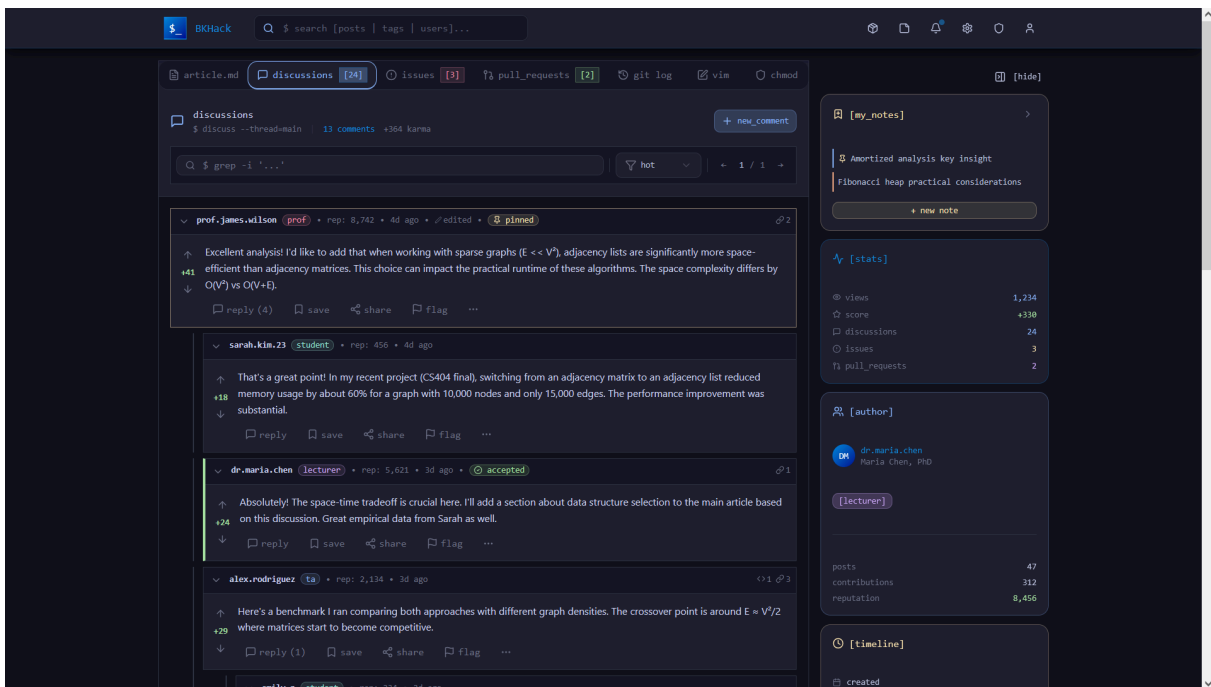 $_ BKHack $ search [posts | tags | users]...
article.md discussions [24] issues [3] pull_requests [2] git log vim chmod
discussions
$ discuss --thread=main | 13 comments +364 karma
+ new_comment
$ grep -i '...' hot ← 1 / 1 →
prof.james.wilson prof • rep: 8,742 • 4d ago • edited • pinned 2
Excellent analysis! I'd like to add that when working with sparse graphs (E << V²), adjacency lists are significantly more space-
efficient than adjacency matrices. This choice can impact the practical runtime of these algorithms. The space complexity differs by
O(V²) vs O(V+E).
+41
reply (4) save share flag ...
sarah.kim.23 student • rep: 456 • 4d ago
That's a great point! In my recent project (CS404 final), switching from an adjacency matrix to an adjacency list reduced
memory usage by about 60% for a graph with 10,000 nodes and only 15,000 edges. The performance improvement was
substantial.
+18
reply save share flag ...
dr.maria.chen lecturer • rep: 5,621 • 3d ago • accepted 1
Absolutely! The space-time tradeoff is crucial here. I'll add a section about data structure selection to the main article based
on this discussion. Great empirical data from Sarah as well.
+24
reply save share flag ...
alex.rodriguez ta • rep: 2,134 • 3d ago <>1 3
Here's a benchmark I ran comparing both approaches with different graph densities. The crossover point is around E ≈ V²/2
where matrices start to become competitive.
+29
reply (1) save share flag ...
[hide]
[my_notes]
Amortized analysis key insight
Fibonacci heap practical considerations
+ new note
[stats]
views 1,234
score +330
discussions 24
issues 3
pull_requests 2
[author]
DM dr.maria.chen
Maria Chen, PhD
[lecturer]
posts 47
contributions 312
reputation 8,456
[timeline]
created